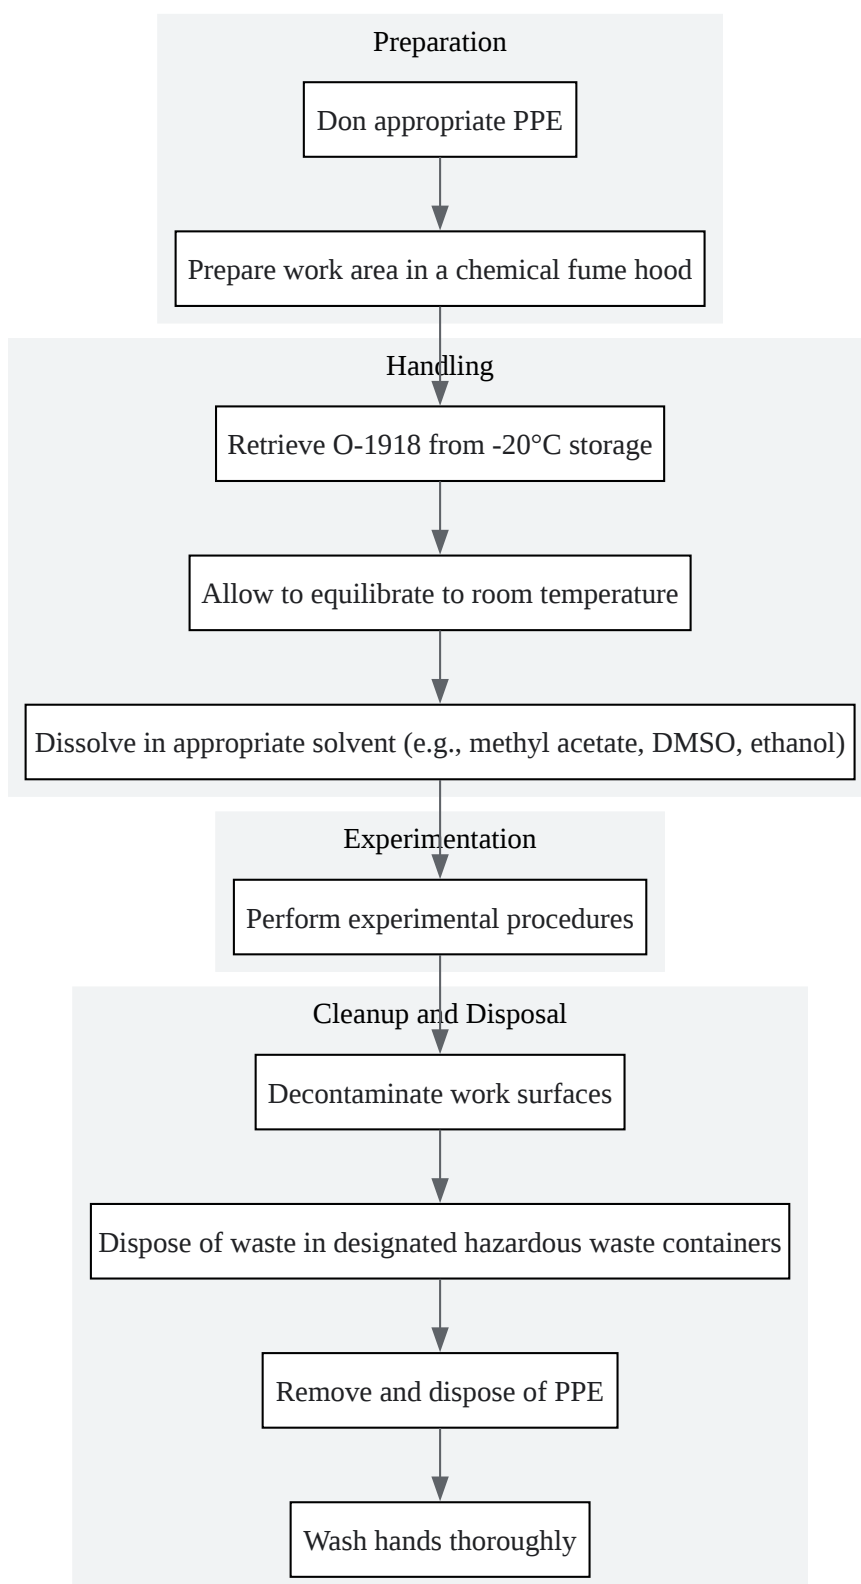 Preparation
Don appropriate PPE
Prepare work area in a chemical fume hood
Handling
Retrieve O-1918 from -20°C storage
Allow to equilibrate to room temperature
Dissolve in appropriate solvent (e.g., methyl acetate, DMSO, ethanol)
Experimentation
Perform experimental procedures
Cleanup and Disposal
Decontaminate work surfaces
Dispose of waste in designated hazardous waste containers
Remove and dispose of PPE
Wash hands thoroughly